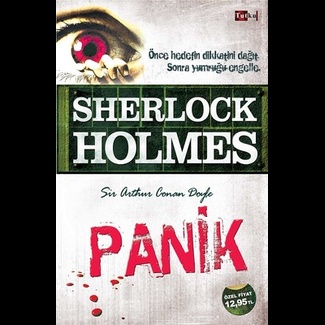 Tutku
Önce hedefin dikkatini dağıt.
Sonra yumruğu engelle.
SHERLOCK
HOLMES
Sir Arthur Conan Doyle
PANİK
ÖZEL FİYAT
12,95 TL